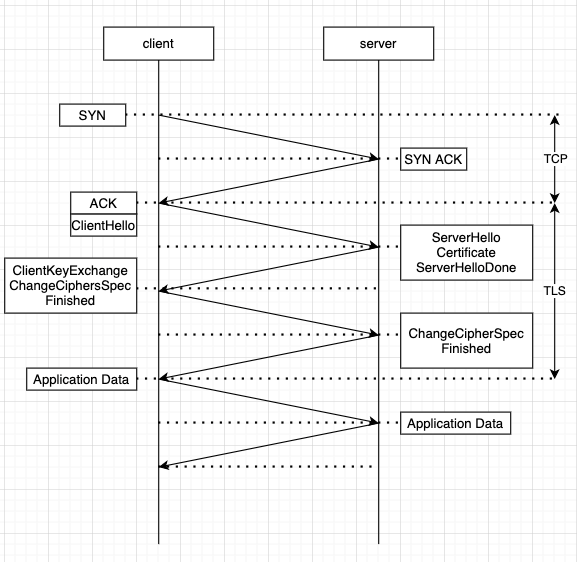 client
server
SYN
SYN ACK
TCP
ACK
ClientHello
ServerHello
Certificate
ServerHelloDone
ClientKeyExchange
ChangeCiphersSpec
Finished
TLS
ChangeCipherSpec
Finished
Application Data
Application Data